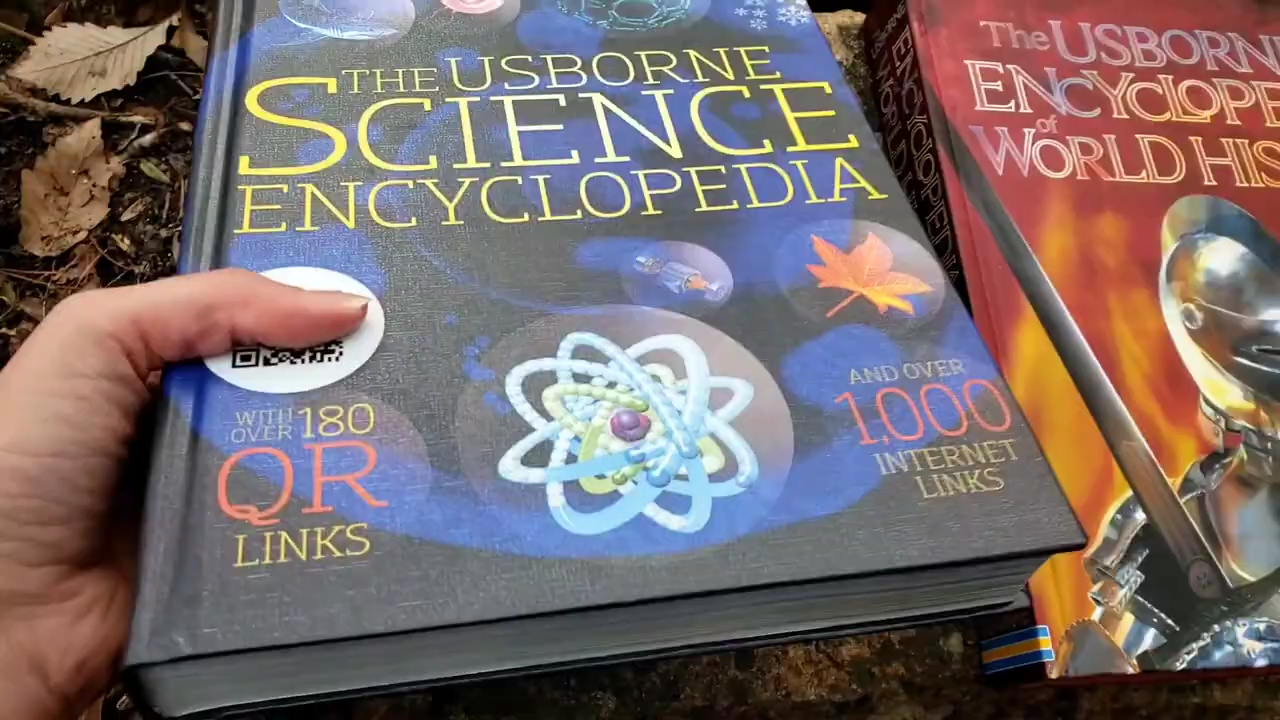 THE USBORNE
SCIENCE
ENCYCLOPEDIA
WITH OVER 180
QR
LINKS
AND OVER
1,000
INTERNET
LINKS
The USBORNE
ENCYCLOPE
of
WORLD HIS